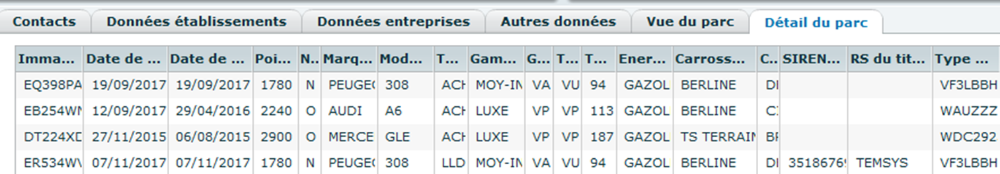 Contacts Données établissements Données entreprises Autres données Vue du parc Détail du parc
Imma... Date de ... Date de ... Poi... N.. Marq... Mod... T... Gam... G... T... T... Ener... Carross... C.. SIREN... RS du tit... Type ...
EQ398PA 19/09/2017 19/09/2017 1780 N PEUGE 308 ACH MOY-IN VA VU 94 GAZOL BERLINE DI VF3LBBH
EB254W 12/09/2017 29/04/2016 2240 O AUDI A6 ACH LUXE VP VP 113 GAZOL BERLINE C WAUZZZ
DT224XD 27/11/2015 06/08/2015 2900 O MERCE GLE ACH LUXE VP VP 187 GAZOL TS TERRAIN BF WDC292
ER534W 07/11/2017 07/11/2017 1780 N PEUGE 308 LLD MOY-IN VA VU 94 GAZOL BERLINE DI 3518676 TEMSYS VF3LBBH